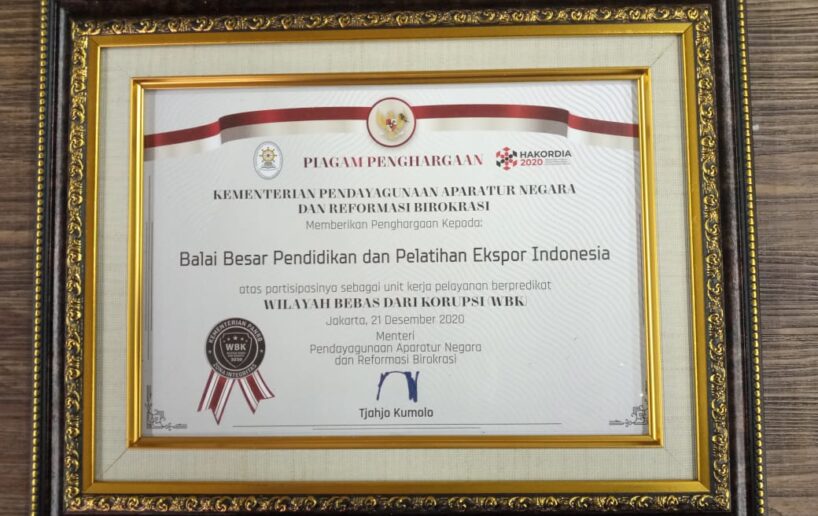 PIAGAM PENGHARGAAN
HAKORDIA
2020
KEMENTERIAN PENDAYAGUNAAN APARATUR NEGARA
DAN REFORMASI BIROKRASI
Memberikan Penghargaan Kepada:
Balai Besar Pendidikan dan Pelatihan Ekspor Indonesia
atas partisipasinya sebagai unit kerja pelayanan berpredikat
WILAYAH BEBAS DARI KORUPSI (WBK)
Jakarta, 21 Desember 2020
Menteri
Pendayagunaan Aparatur Negara
dan Reformasi Birokrasi
Tjahjo Kumolo
KEMENTERIAN PANRB
WBK
2020
ZONA INTEGRITAS